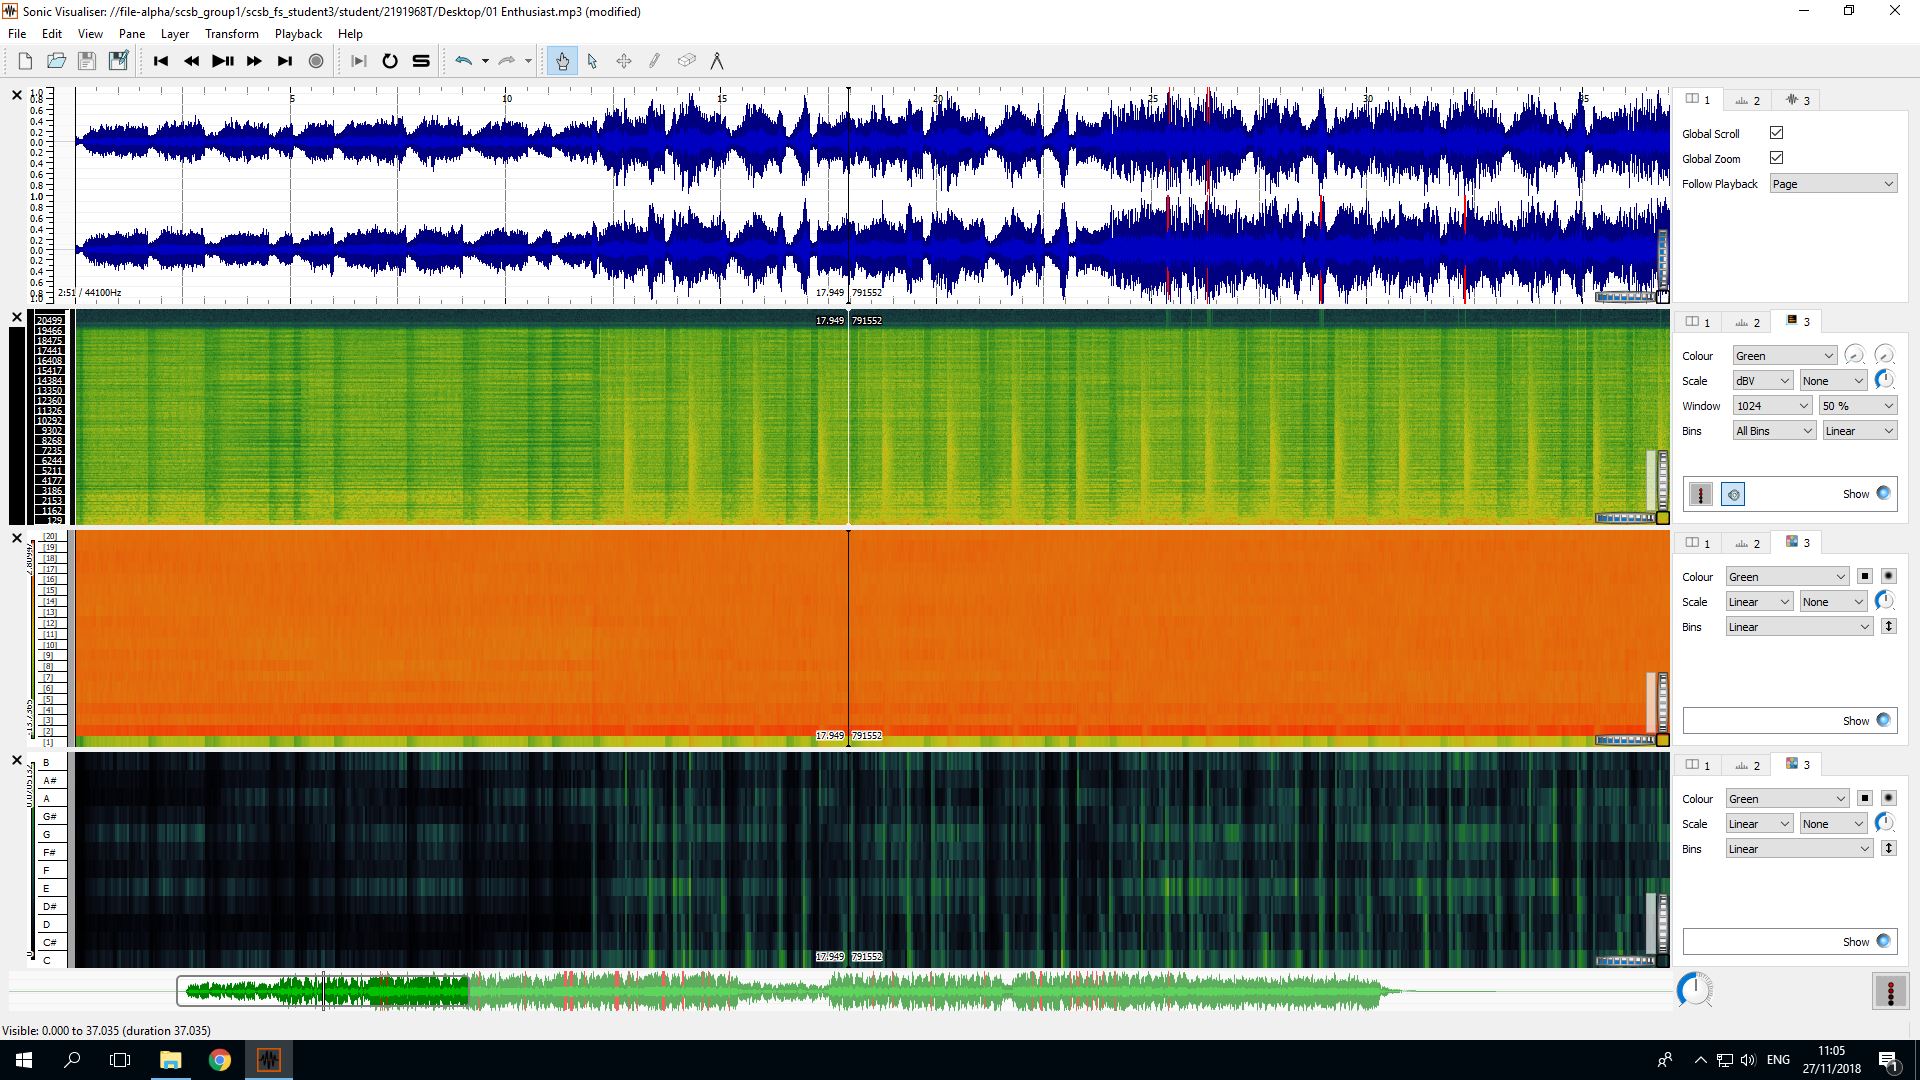 Sonic Visualiser: //file-alpha/scsb_group1/scsb_fs_student3/student/2191968T/Desktop/01 Enthusiast.mp3 (modified)
File Edit View Pane Layer Transform Playback Help
1.0
0.8
0.6
0.4
0.2
0.0
0.2
0.4
0.6
0.8
1.0
0.8
0.6
0.4
0.2
0.0
0.2
0.4
0.6
0.8
1.0
5 10 15 20 25 35
2:51 / 44100Hz
17.949 791552
1 2 3
Global Scroll
Global Zoom
Follow Playback Page
20499
19466
18475
17441
16408
15417
14384
13350
12360
11326
10292
9302
8268
7235
6244
5211
4177
3186
2153
1162
129
17.949 791552
1 2 3
Colour Green
Scale dBV None
Window 1024 50 %
Bins All Bins Linear
Show
[20]
[19]
[18]
[17]
[16]
[15]
[14]
[13]
[12]
[11]
[10]
[9]
[8]
[7]
[6]
[5]
[4]
[3]
[2]
[1]
17.949 791552
1 2 3
Colour Green
Scale Linear None
Bins Linear
Show
B
A#
A
G#
G
F#
F
E
D#
D
C#
C
17.949 791552
1 2 3
Colour Green
Scale Linear None
Bins Linear
Show
Visible: 0.000 to 37.035 (duration 37.035)
ENG
11:05
27/11/2018
1